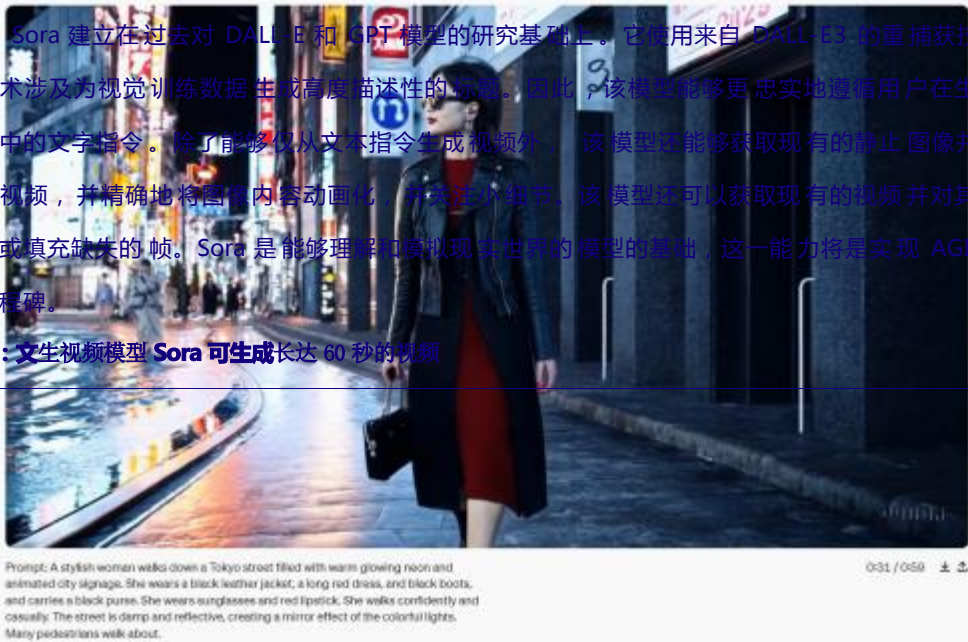 Sora 建立在过去对 DALL-E 和 GPT 模型的研究基础上。它使用来自 DALL-E3 的重捕获
术涉及为视觉训练数据生成高度描述性的标题。因此，该模型能够更忠实地遵循用户在生
中的文字指令。除了能够仅从文本指令生成视频外，该模型还能够获取现有的静止图像并
视频，并精确地将图像内容动画化，并关注小细节。该模型还可以获取现有的视频并对其
或填充缺失的帧。Sora 是能够理解和模拟现实世界的模型的基础，这一能力将是实现 AGI
程碑。
：文生视频模型 Sora 可生成长达 60 秒的视频
Prompt: A stylish woman walks down a Tokyo street filled with warm glowing neon and
animated city signage. She wears a black leather jacket, a long red dress, and black boots,
and carries a black purse. She wears sunglasses and red lipstick. She walks confidently and
casually. The street is damp and reflective, creating a mirror effect of the colorful lights.
Many pedestrians walk about.
0:31 / 0:59